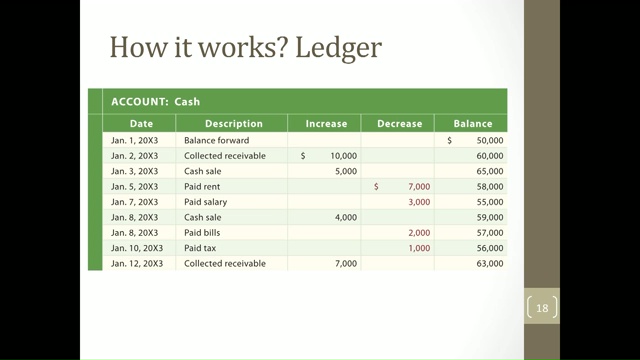 How it works? Ledger
ACCOUNT: Cash
Date Description Increase Decrease Balance
Jan. 1, 20X3 Balance forward $ 50,000
Jan. 2, 20X3 Collected receivable $ 10,000 60,000
Jan. 3, 20X3 Cash sale 5,000 65,000
Jan. 5, 20X3 Paid rent $ 7,000 58,000
Jan. 7, 20X3 Paid salary 3,000 55,000
Jan. 8, 20X3 Cash sale 4,000 59,000
Jan. 8, 20X3 Paid bills 2,000 57,000
Jan. 10, 20X3 Paid tax 1,000 56,000
Jan. 12, 20X3 Collected receivable 7,000 63,000
18